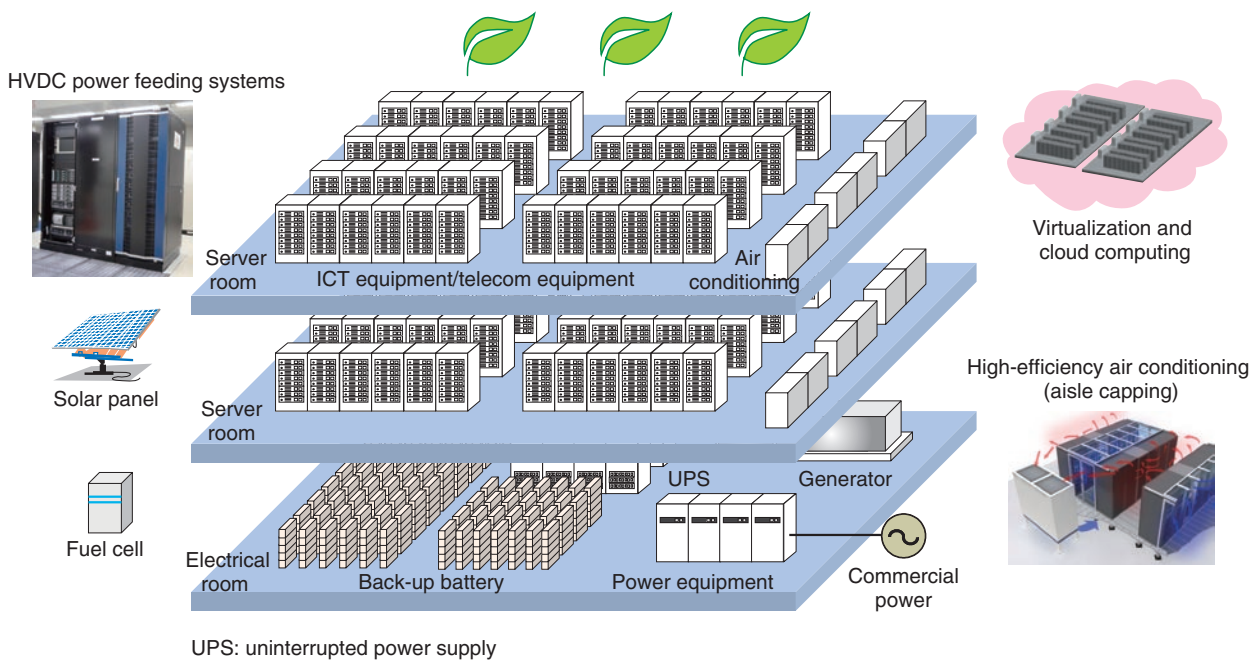 HVDC power feeding systems
Server
room
ICT equipment/telecom equipment
Air
conditioning
Virtualization and
cloud computing
Solar panel
Server
room
High-efficiency air conditioning
(aisle capping)
Fuel cell
UPS
Generator
Electrical
room
Back-up battery
Power equipment
Commercial
power
UPS: uninterrupted power supply